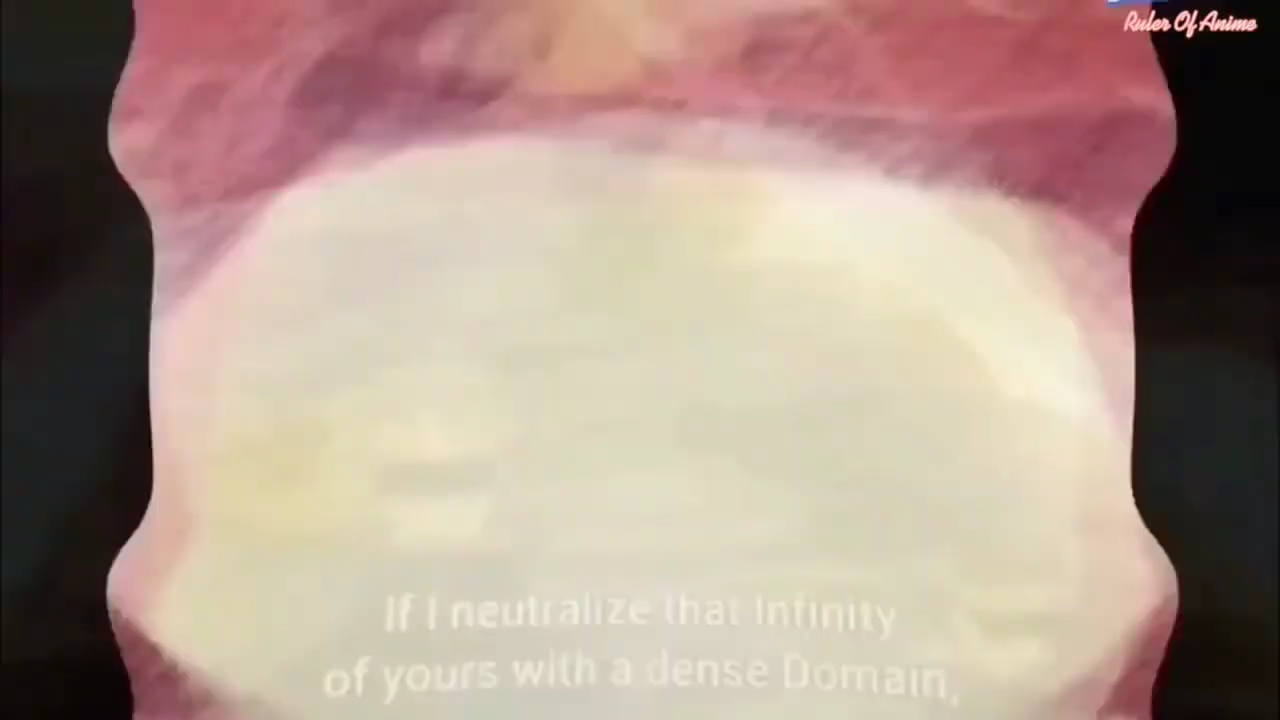 Ruler Of Anime
If I neutralize that Infinity
of yours with a dense Domain,